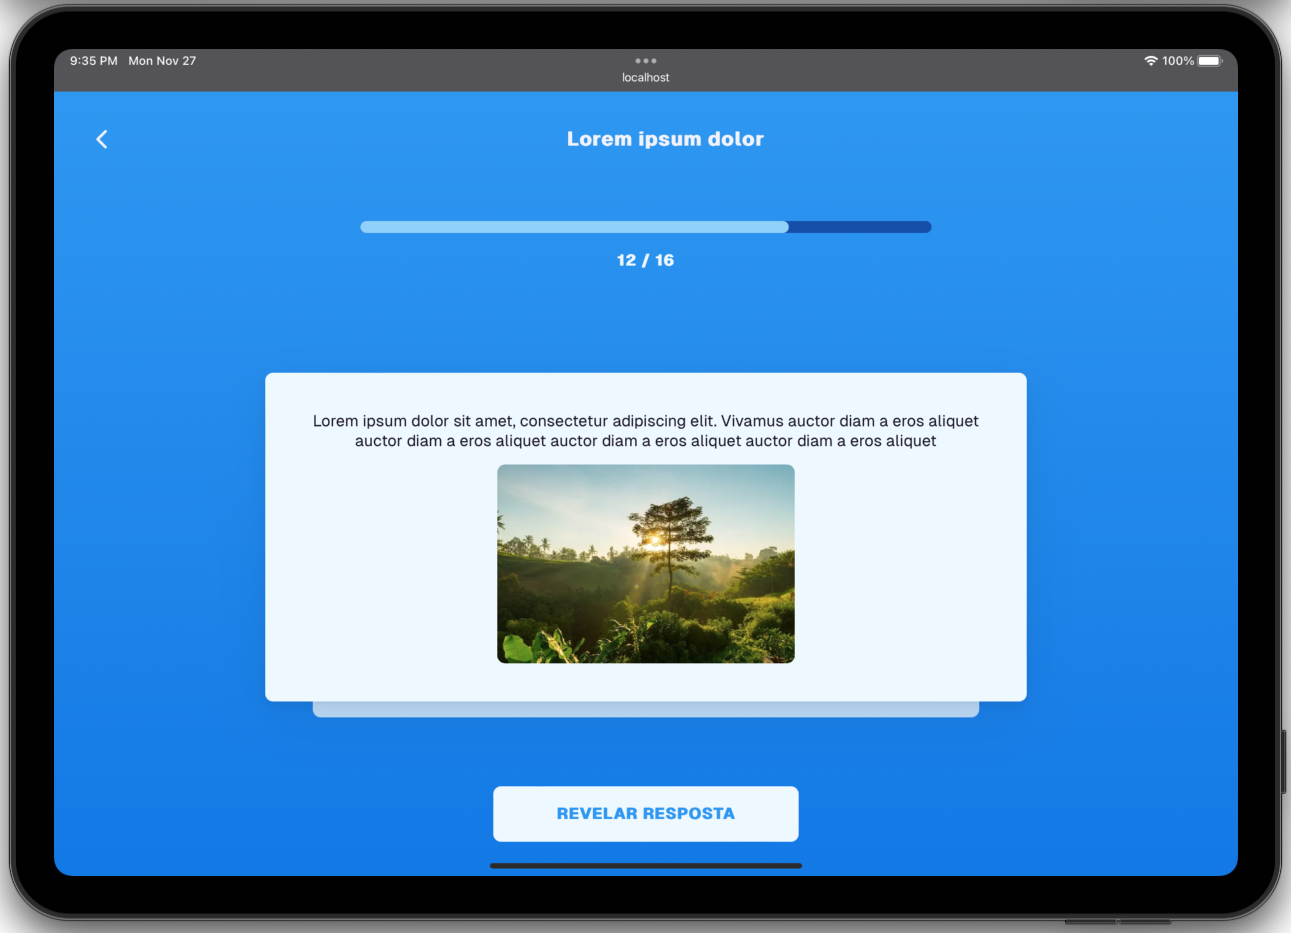 9:35 PM Mon Nov 27
localhost
100%
Lorem ipsum dolor
12 / 16
Lorem ipsum dolor sit amet, consectetur adipiscing elit. Vivamus auctor diam a eros aliquet
auctor diam a eros aliquet auctor diam a eros aliquet auctor diam a eros aliquet
REVELAR RESPOSTA